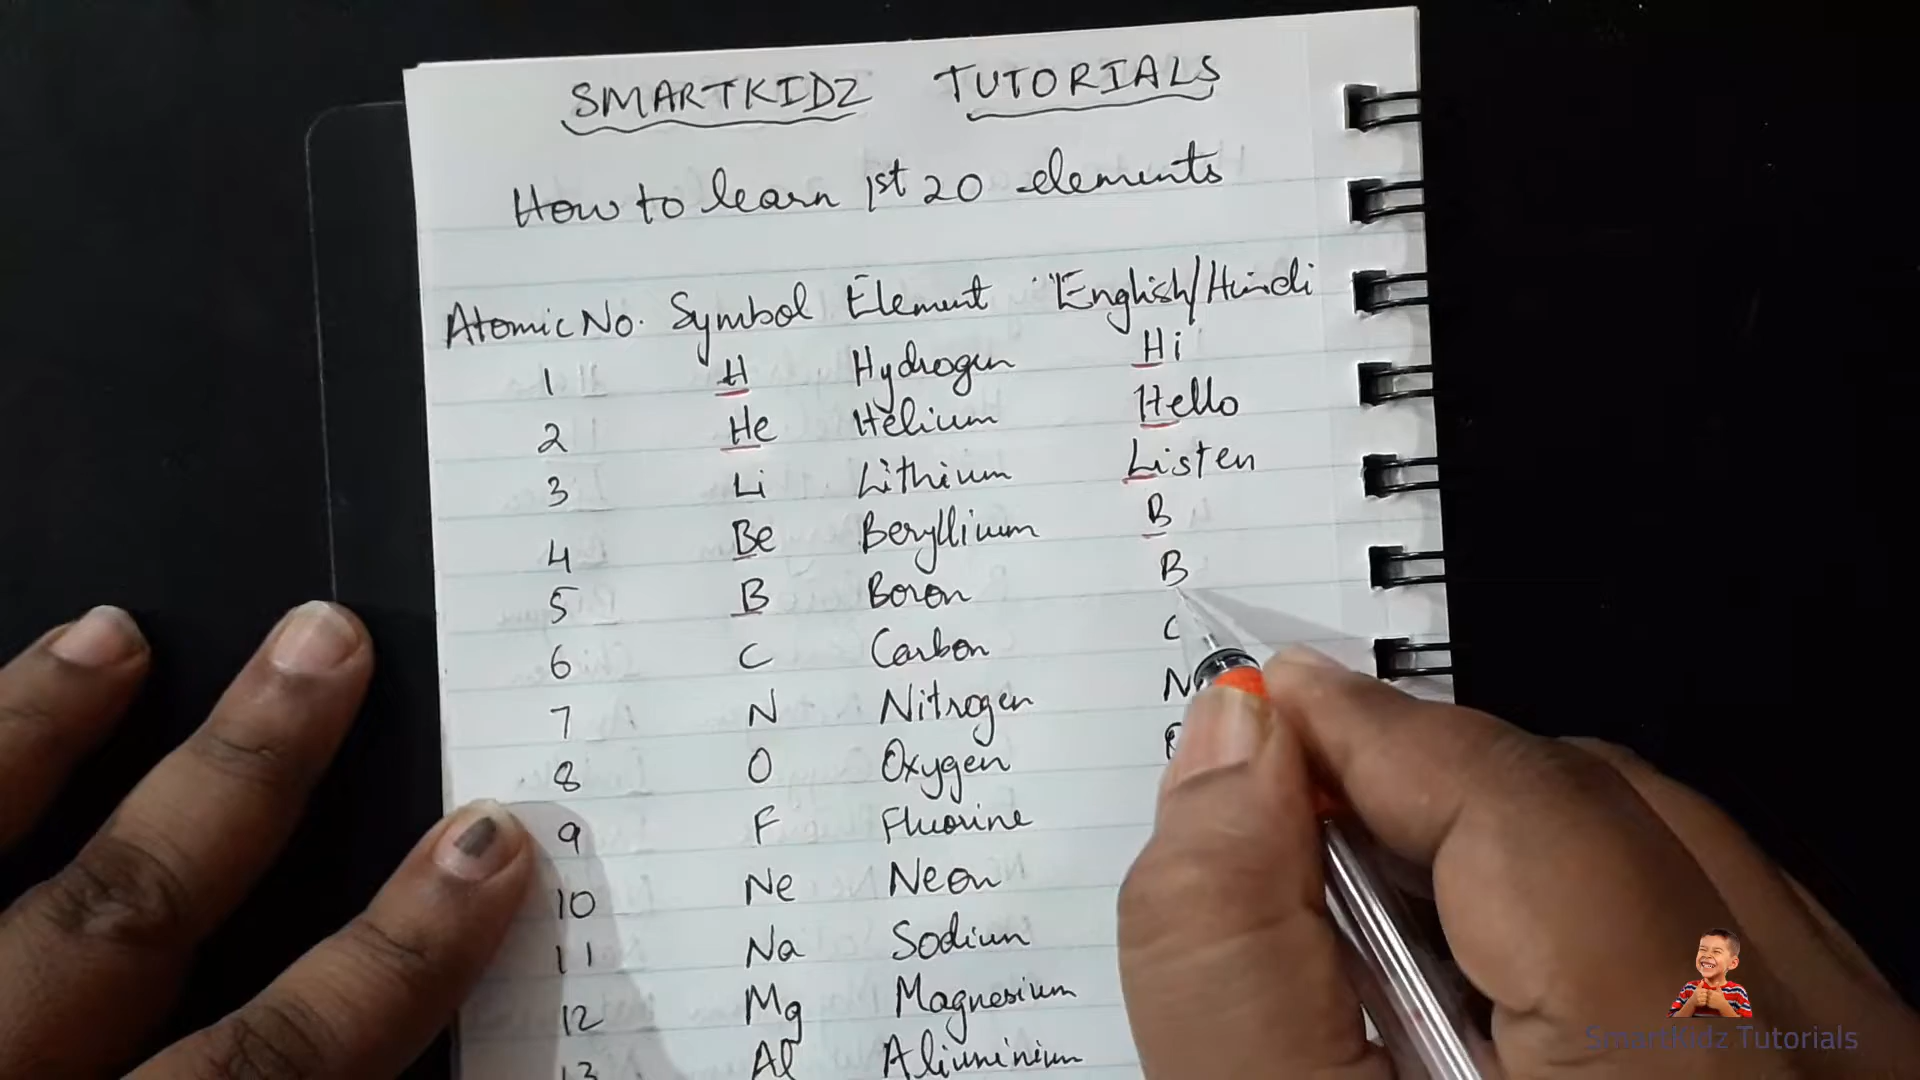 SMARTKIDZ TUTORIALS
How to learn 1st 20 elements
Atomic No. Symbol Element "English/Hindi
1 H Hydrogen Hi
2 He Helium Hello
3 Li Lithium Listen
4 Be Beryllium B
5 B Boron B
6 C Carbon C
7 N Nitrogen N
8 O Oxygen
9 F Fluorine
10 Ne Neon
11 Na Sodium
12 Mg Magnesium
13 Al Aliuminium
SmartKidz Tutorials